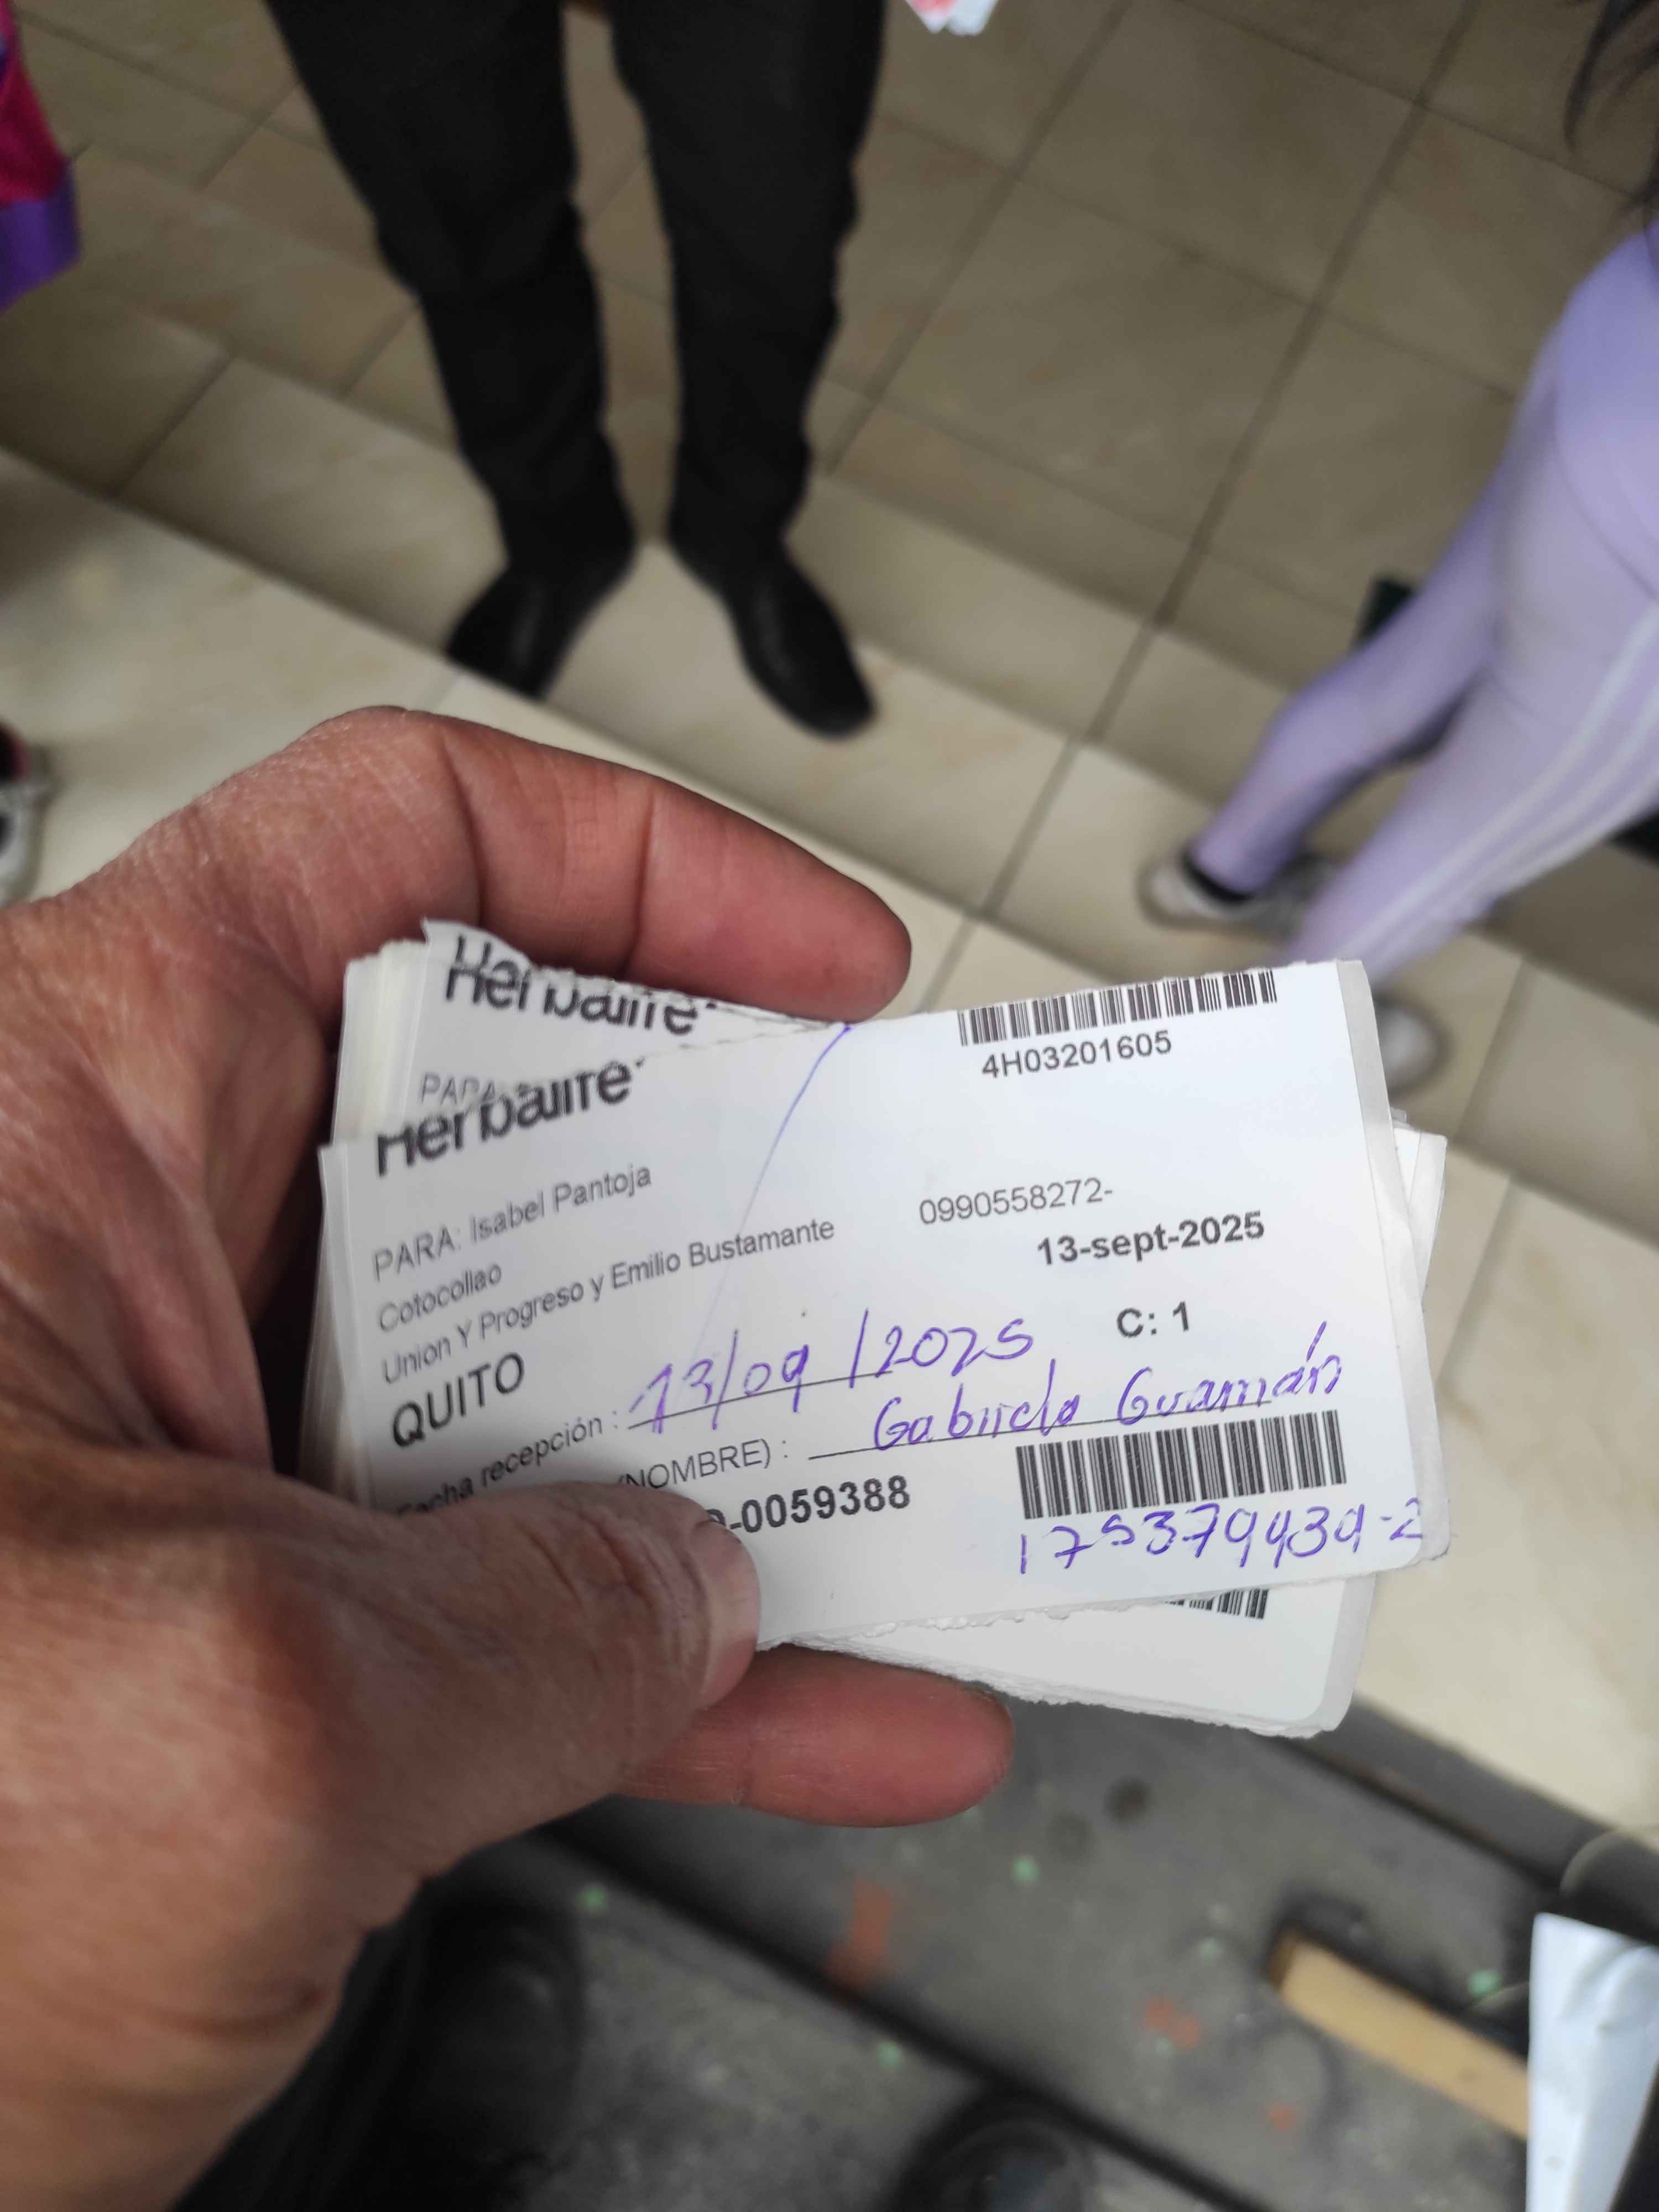 Herbalife
PARA:
Herbalife
4H03201605
PARA: Isabel Pantoja
0990558272-
Cotocollao
13-sept-2025
Union Y Progreso y Emilio Bustamante
C: 1
QUITO
Fecha recepción : 13/09/2025
(NOMBRE) : Gabriela Guamán
-0059388
175379939-2